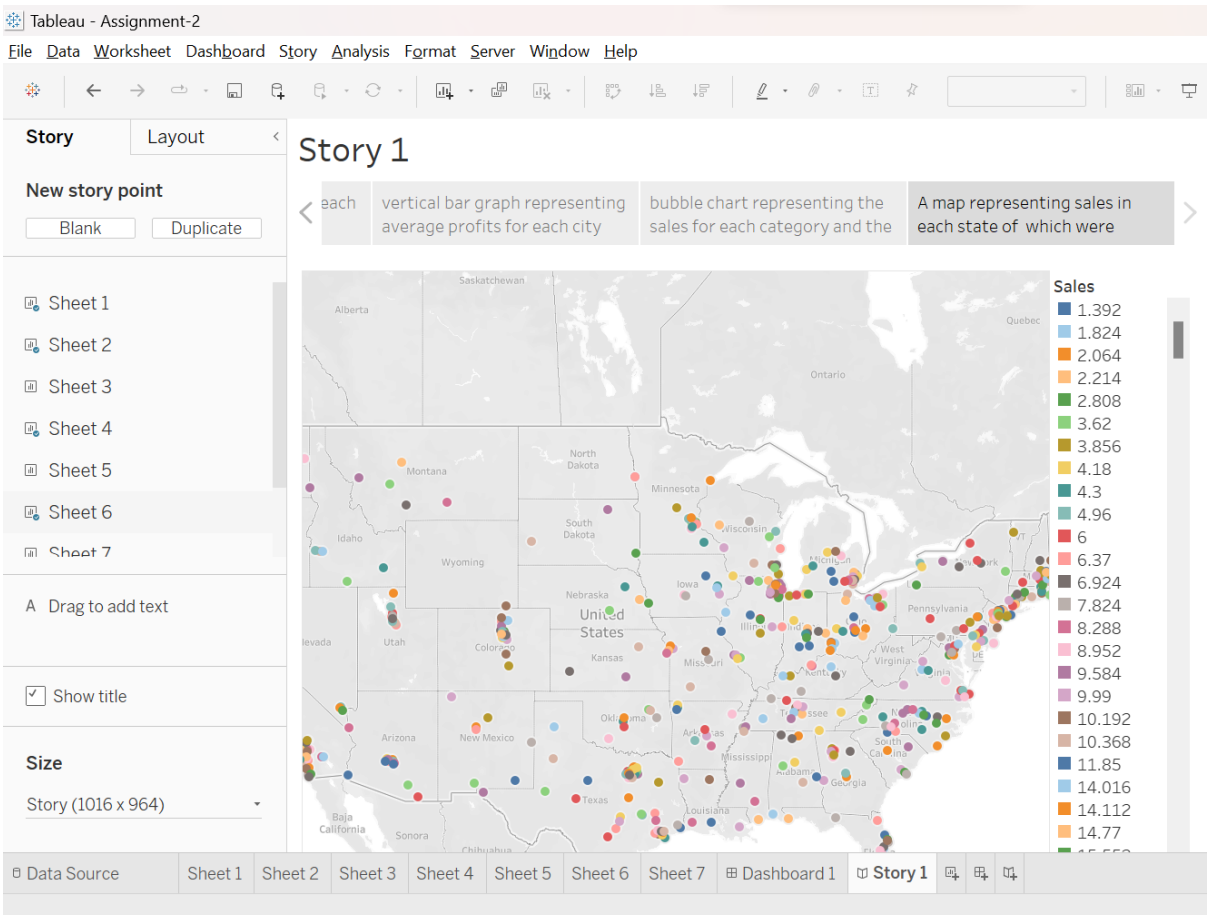 Tableau - Assignment-2
File Data Worksheet Dashboard Story Analysis Format Server Window Help
Story Layout
Story 1
New story point
Blank Duplicate
each
vertical bar graph representing
average profits for each city
bubble chart representing the
sales for each category and the
A map representing sales in
each state of which were
Sheet 1
Sheet 2
Sheet 3
Sheet 4
Sheet 5
Sheet 6
Sheet 7
A Drag to add text
Show title
Size
Story (1016 x 964)
Saskatchewan
Alberta
Quebec
Ontario
North
Dakota
Montana
Minnesota
South
Dakota
Wisconsin
Idaho
Michigan
Wyoming
Iowa
Nebraska
Pennsylvania
United
States
evada
Utah
Colorado
Kansas
West
Virginia
Kentucky
Oklahoma
Arizona
New Mexico
South
Carolina
Mississippi
Alabama
Georgia
Texas
Louisiana
Baja
California
Sonora
Chihuahua
Sales
1.392
1.824
2.064
2.214
2.808
3.62
3.856
4.18
4.3
4.96
6
6.37
6.924
7.824
8.288
8.952
9.584
9.99
10.192
10.368
11.85
14.016
14.112
14.77
15.552
Data Source Sheet 1 Sheet 2 Sheet 3 Sheet 4 Sheet 5 Sheet 6 Sheet 7 Dashboard 1 Story 1